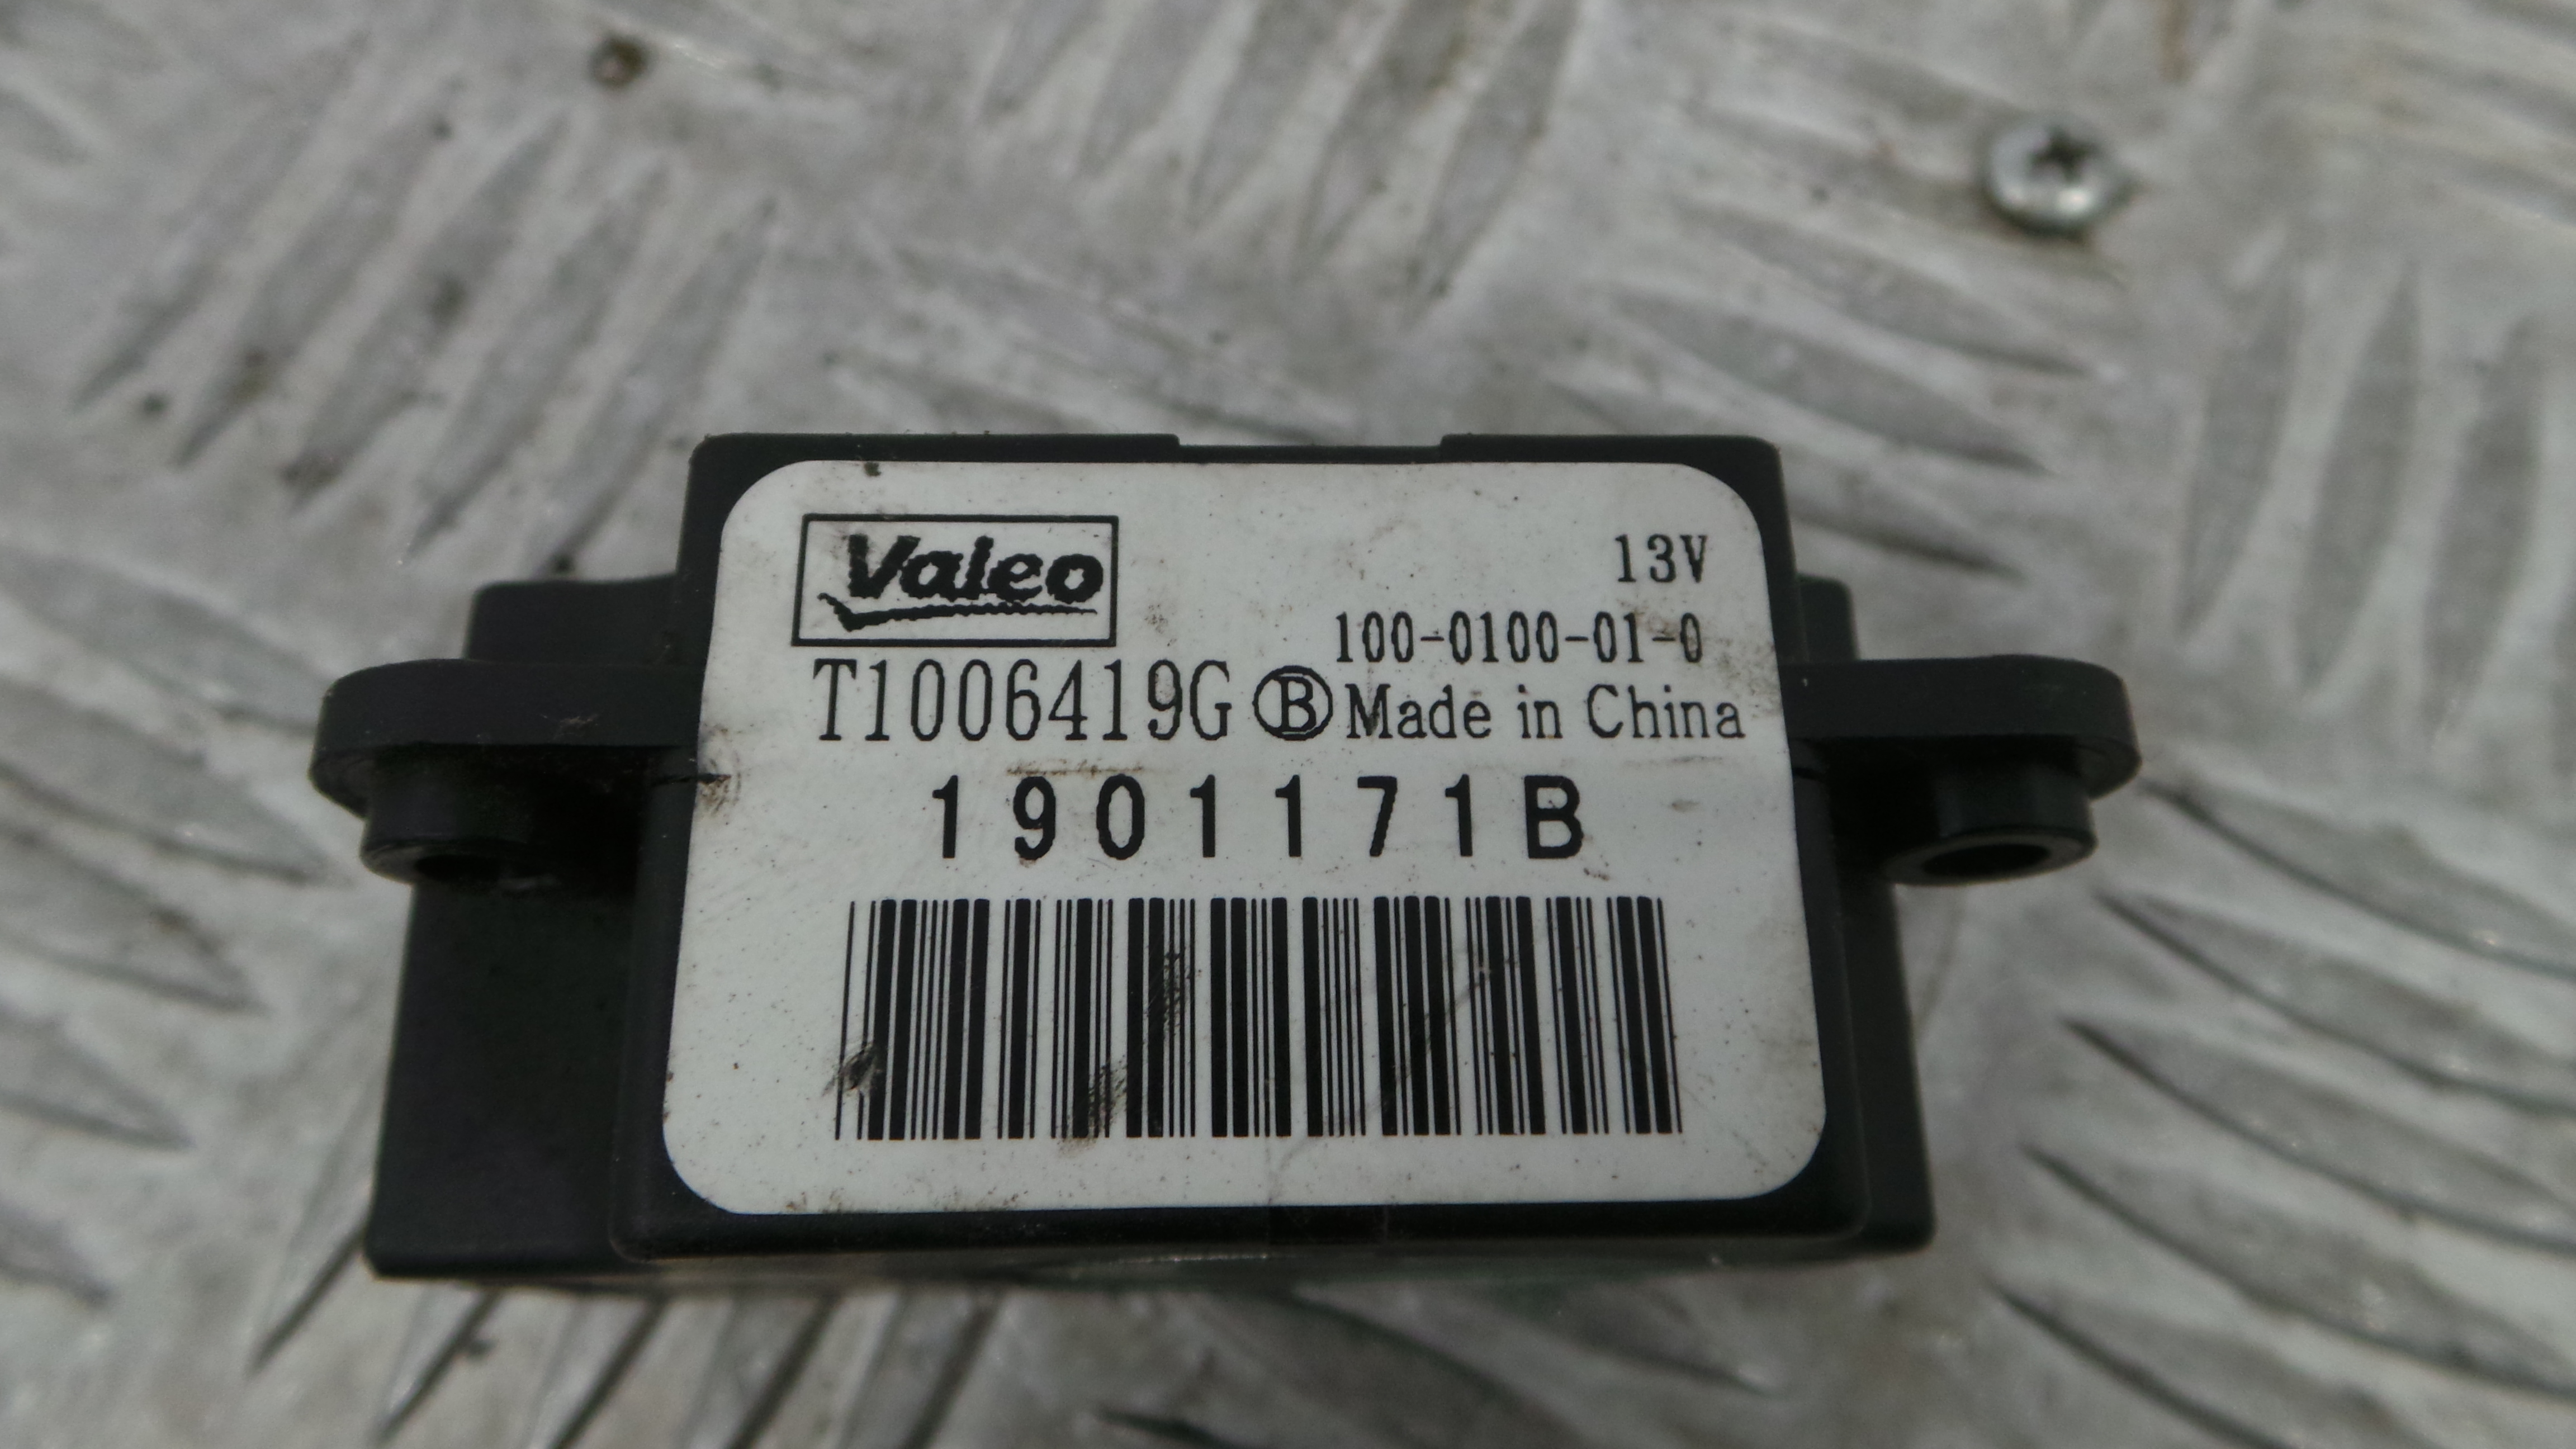 Valeo
13V
100-0100-01-0
T1006419G Ⓑ Made in China
1901171B